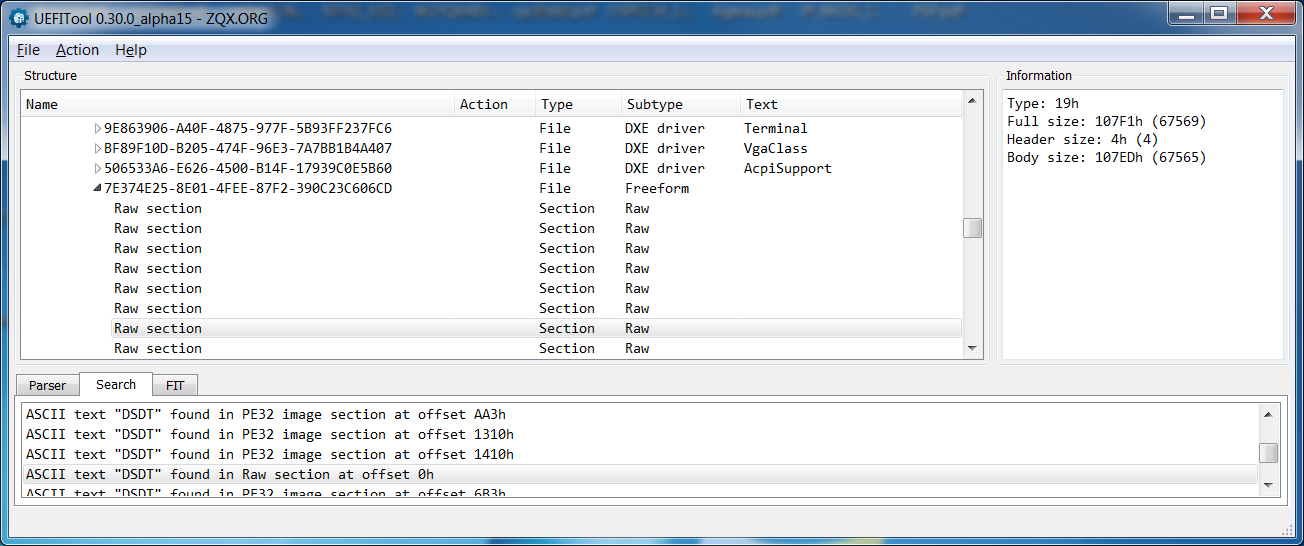 UEFITool 0.30.0_alpha15 - ZQX.ORG
File Action Help
Structure
Name Action Type Subtype Text
9E863906-A40F-4875-977F-5B93FF237FC6 File DXE driver Terminal
BF89F10D-B205-474F-96E3-7A7BB1B4A407 File DXE driver VgaClass
506533A6-E626-4500-B14F-17939C0E5B60 File DXE driver AcpiSupport
7E374E25-8E01-4FEE-87F2-390C23C606CD File Freeform
Raw section Section Raw
Raw section Section Raw
Raw section Section Raw
Raw section Section Raw
Raw section Section Raw
Raw section Section Raw
Raw section Section Raw
Raw section Section Raw
Information
Type: 19h
Full size: 107F1h (67569)
Header size: 4h (4)
Body size: 107EDh (67565)
Parser Search FIT
ASCII text "DSDT" found in PE32 image section at offset AA3h
ASCII text "DSDT" found in PE32 image section at offset 1310h
ASCII text "DSDT" found in PE32 image section at offset 1410h
ASCII text "DSDT" found in Raw section at offset 0h
ASCII text "DSDT" found in PE32 image section at offset 6B3h